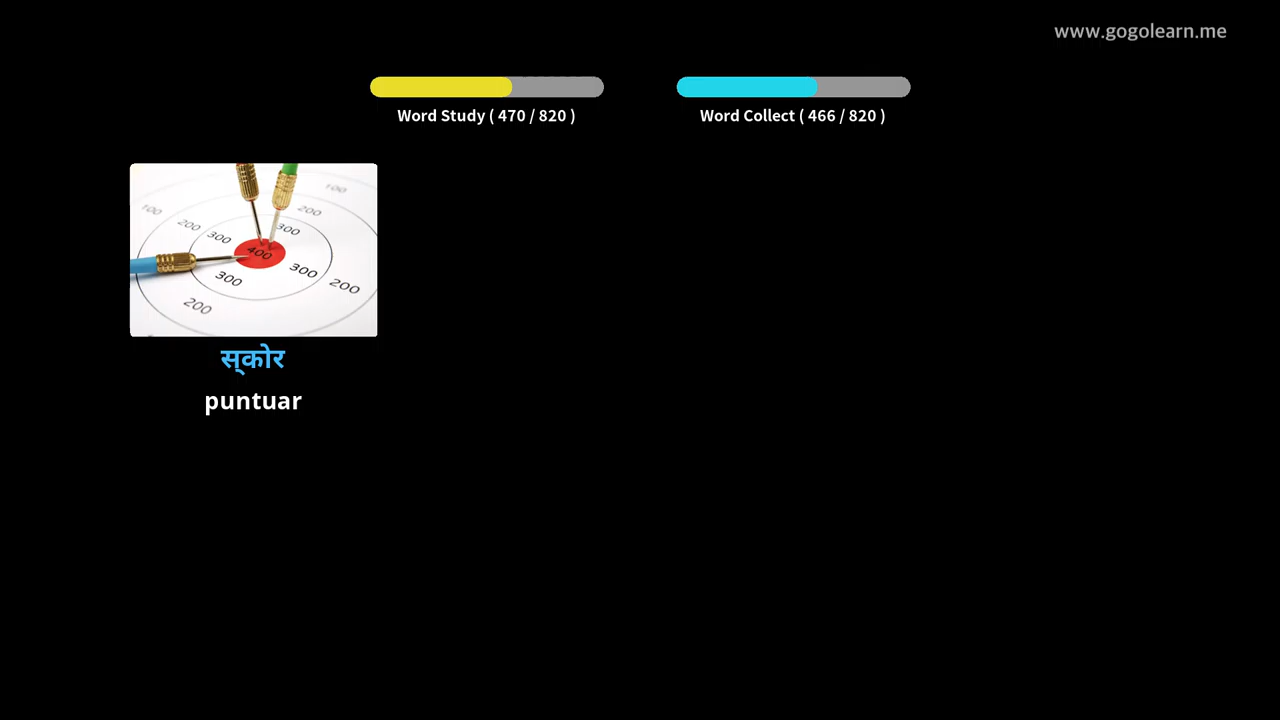 www.gogolearn.me
Word Study ( 470 / 820 )
Word Collect ( 466 / 820 )
100
100
200
200
300
300
400
300
300
200
200
स्कोर
puntuar